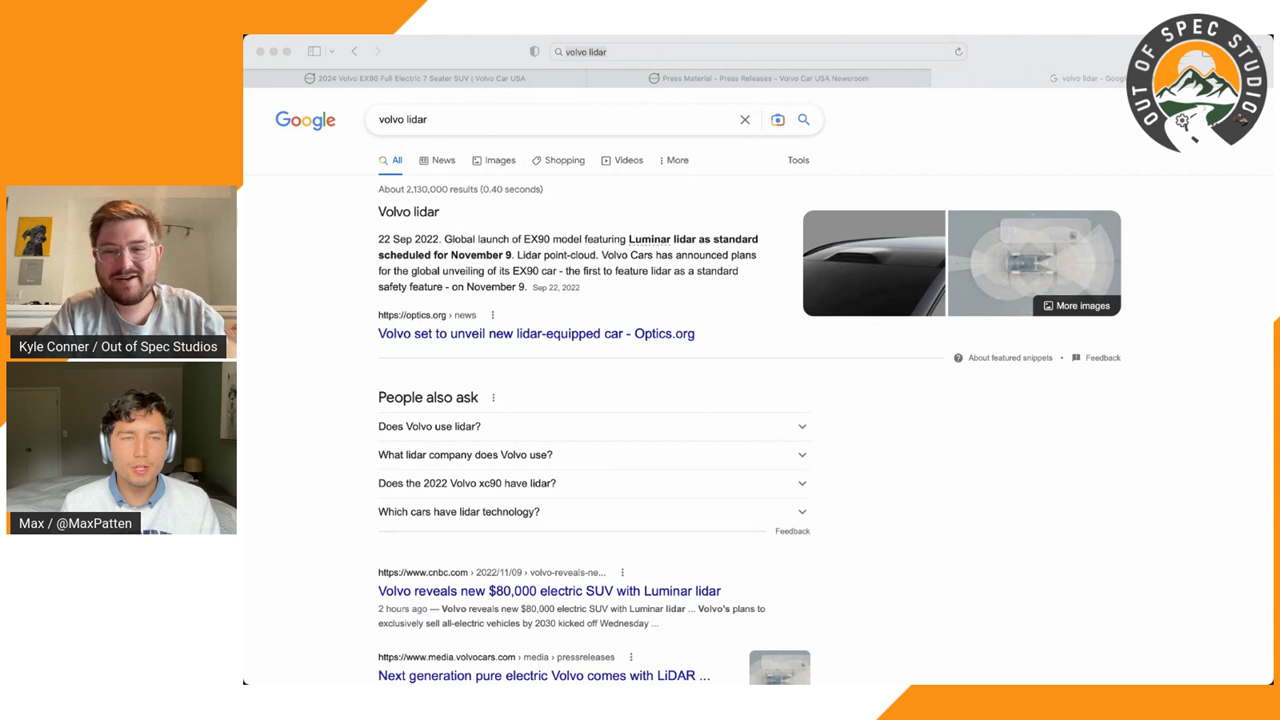 volvo lidar
2024 Volvo EX90 Full Electric 7 Seater SUV | Volvo Car USA
Press Material - Press Releases - Volvo Car USA Newsroom
volvo lidar - Goog
OUT OF SPEC STUDIO
Google
volvo lidar
All
News
Images
Shopping
Videos
More
Tools
About 2,130,000 results (0.40 seconds)
Volvo lidar
22 Sep 2022. Global launch of EX90 model featuring Luminar lidar as standard
scheduled for November 9. Lidar point-cloud. Volvo Cars has announced plans
for the global unveiling of its EX90 car - the first to feature lidar as a standard
safety feature - on November 9. Sep 22, 2022
More images
https://optics.org › news
Volvo set to unveil new lidar-equipped car - Optics.org
About featured snippets • Feedback
People also ask
Does Volvo use lidar?
What lidar company does Volvo use?
Does the 2022 Volvo xc90 have lidar?
Which cars have lidar technology?
Feedback
https://www.cnbc.com › 2022/11/09 › volvo-reveals-ne...
Volvo reveals new $80,000 electric SUV with Luminar lidar
2 hours ago — Volvo reveals new $80,000 electric SUV with Luminar lidar ... Volvo's plans to
exclusively sell all-electric vehicles by 2030 kicked off Wednesday ...
https://www.media.volvocars.com › media › pressreleases
Next generation pure electric Volvo comes with LiDAR ...
Kyle Conner / Out of Spec Studios
Max / @MaxPatten